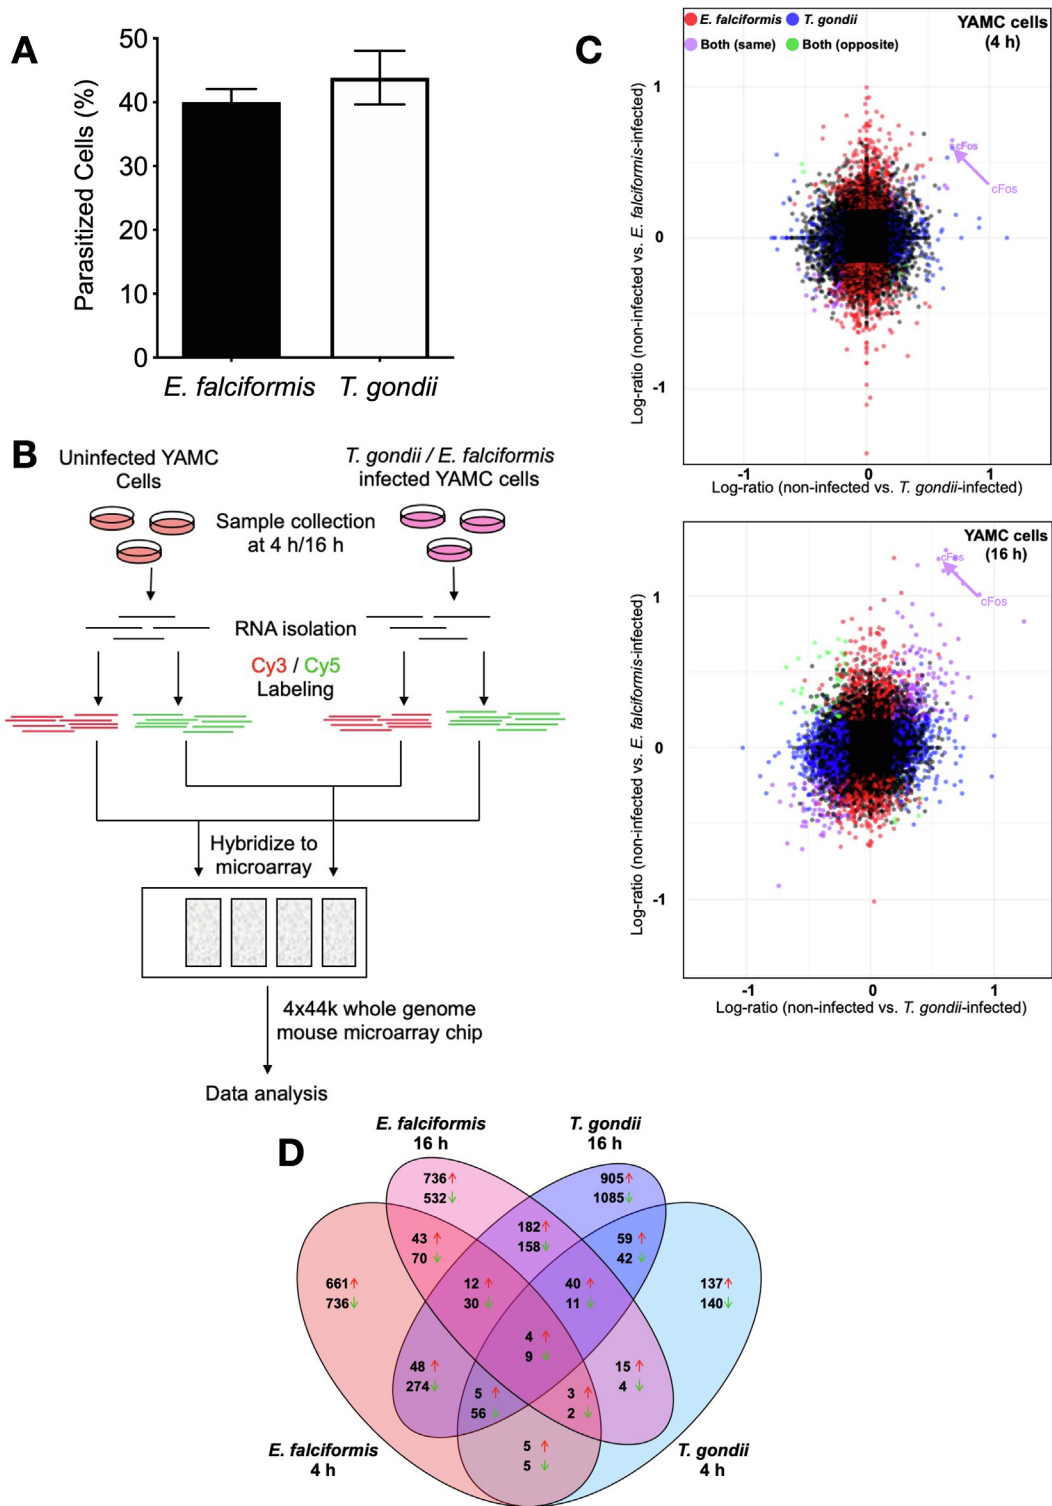 A
Parasitized Cells (%)
50
40
30
20
10
0
E. falciformis
T. gondii
B
Uninfected YAMC
Cells
T. gondii / E. falciformis
infected YAMC cells
Sample collection
at 4 h/16 h
RNA isolation
Cy3 / Cy5
Labeling
Hybridize to
microarray
4x44k whole genome
mouse microarray chip
Data analysis
C
E. falciformis
T. gondii
Both (same)
Both (opposite)
YAMC cells
(4 h)
Log-ratio (non-infected vs. E. falciformis-infected)
1
0
-1
cFos
cFos
-1
0
1
Log-ratio (non-infected vs. T. gondii-infected)
YAMC cells
(16 h)
Log-ratio (non-infected vs. E. falciformis-infected)
1
0
-1
cFos
cFos
-1
0
1
Log-ratio (non-infected vs. T. gondii-infected)
D
E. falciformis
16 h
T. gondii
16 h
736↑
532↓
905↑
1085↓
182↑
158↓
43 ↑
70 ↓
59 ↑
42 ↓
661↑
736↓
12 ↑
30 ↓
40 ↑
11 ↓
137↑
140↓
4 ↑
9 ↓
48 ↑
274↓
15 ↑
4 ↓
5 ↑
56 ↓
3 ↑
2 ↓
5 ↑
5 ↓
E. falciformis
4 h
T. gondii
4 h